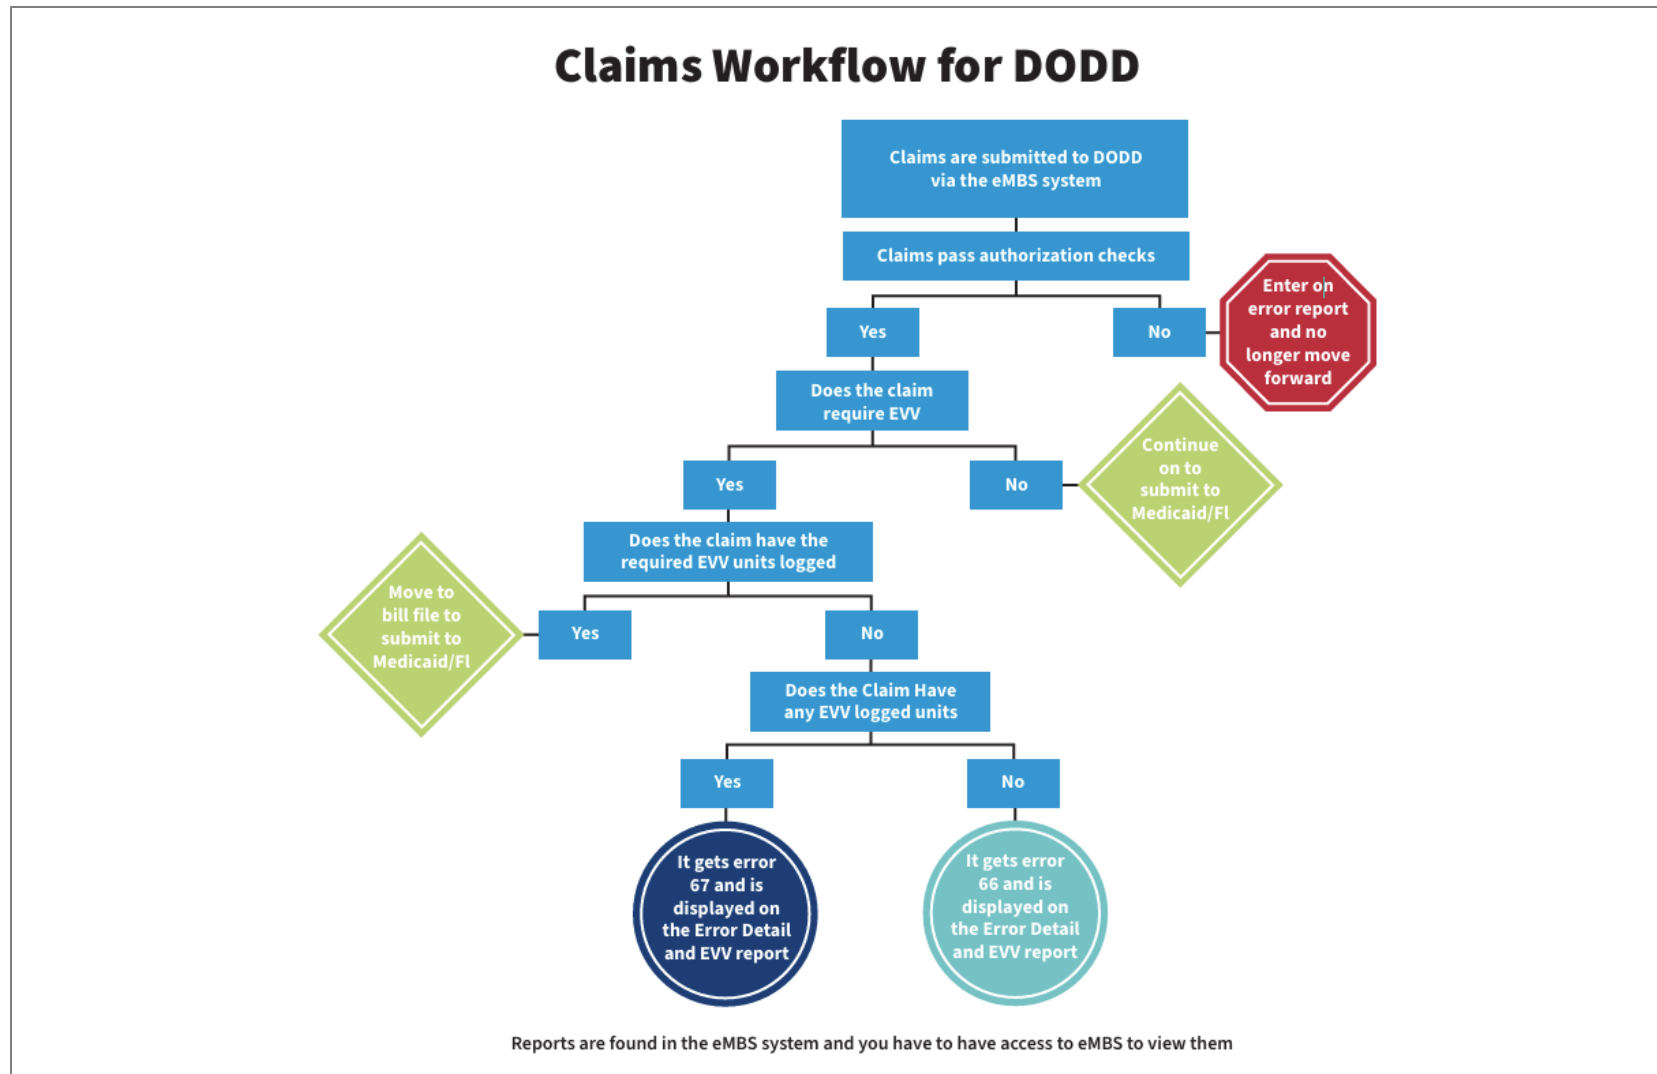 Claims Workflow for DODD
Claims are submitted to DODD
via the eMBS system
Claims pass authorization checks
Yes
No
Enter on
error report
and no
longer move
forward
Does the claim
require EVV
Yes
No
Continue
on to
submit to
Medicaid/Fl
Does the claim have the
required EVV units logged
Move to
bill file to
submit to
Medicaid/Fl
Yes
No
Does the Claim Have
any EVV logged units
Yes
No
It gets error
67 and is
displayed on
the Error Detail
and EVV report
It gets error
66 and is
displayed on
the Error Detail
and EVV report
Reports are found in the eMBS system and you have to have access to eMBS to view them